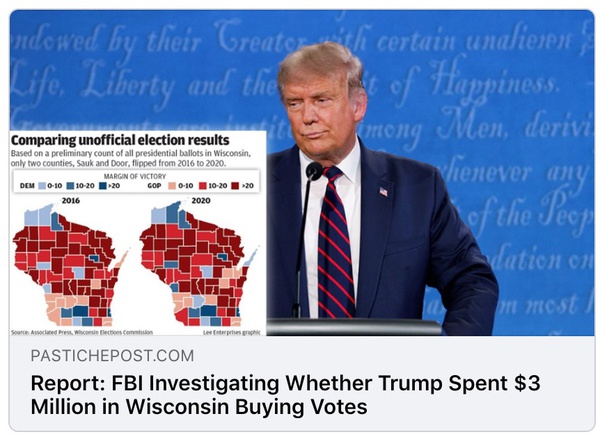 ndowed by their Creator with certain unalienen
Life, Liberty and the
t of Happiness.
mong Men, derivi
whenever any
of the Peop
dation on
m most l
Comparing unofficial election results
Based on a preliminary count of all presidential ballots in Wisconsin,
only two counties, Sauk and Door, flipped from 2016 to 2020.
MARGIN OF VICTORY
DEM 0-10 10-20 >20 GOP 0-10 10-20 >20
2016 2020
Source: Associated Press, Wisconsin Elections Commission Lee Enterprises graphic
PASTICHEPOST.COM
Report: FBI Investigating Whether Trump Spent $3
Million in Wisconsin Buying Votes